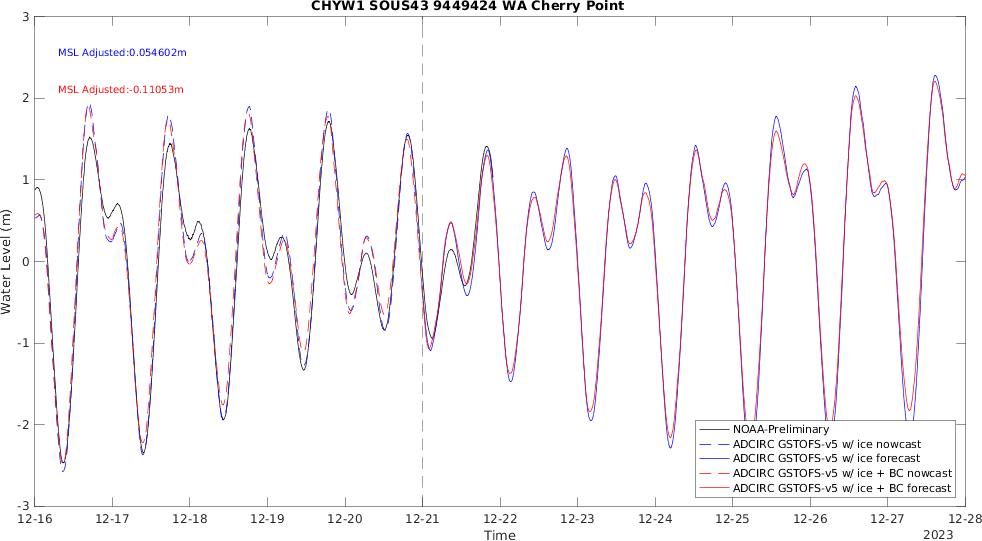 CHYW1 SOUS43 9449424 WA Cherry Point
3
MSL Adjusted:0.054602m
MSL Adjusted:-0.11053m
2
1
0
-1
-2
-3
Water Level (m)
NOAA-Preliminary
ADCIRC GSTOFS-v5 w/ ice nowcast
ADCIRC GSTOFS-v5 w/ ice forecast
ADCIRC GSTOFS-v5 w/ ice + BC nowcast
ADCIRC GSTOFS-v5 w/ ice + BC forecast
12-16 12-17 12-18 12-19 12-20 12-21 12-22 12-23 12-24 12-25 12-26 12-27 12-28
Time
2023